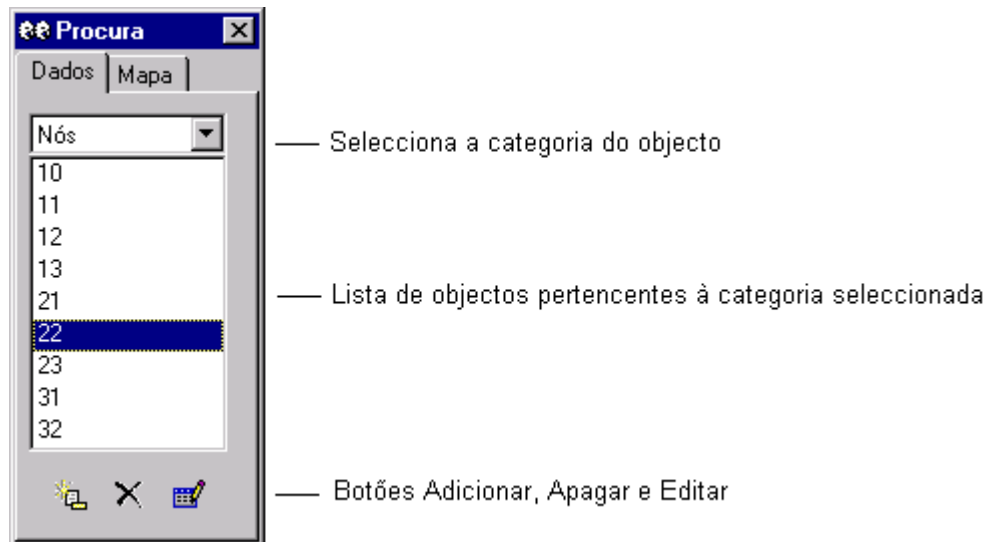 Procura
Dados Mapa
Nós
Selecciona a categoria do objecto
10
11
12
13
21
Lista de objectos pertencentes à categoria seleccionada
22
23
31
32
Botões Adicionar, Apagar e Editar